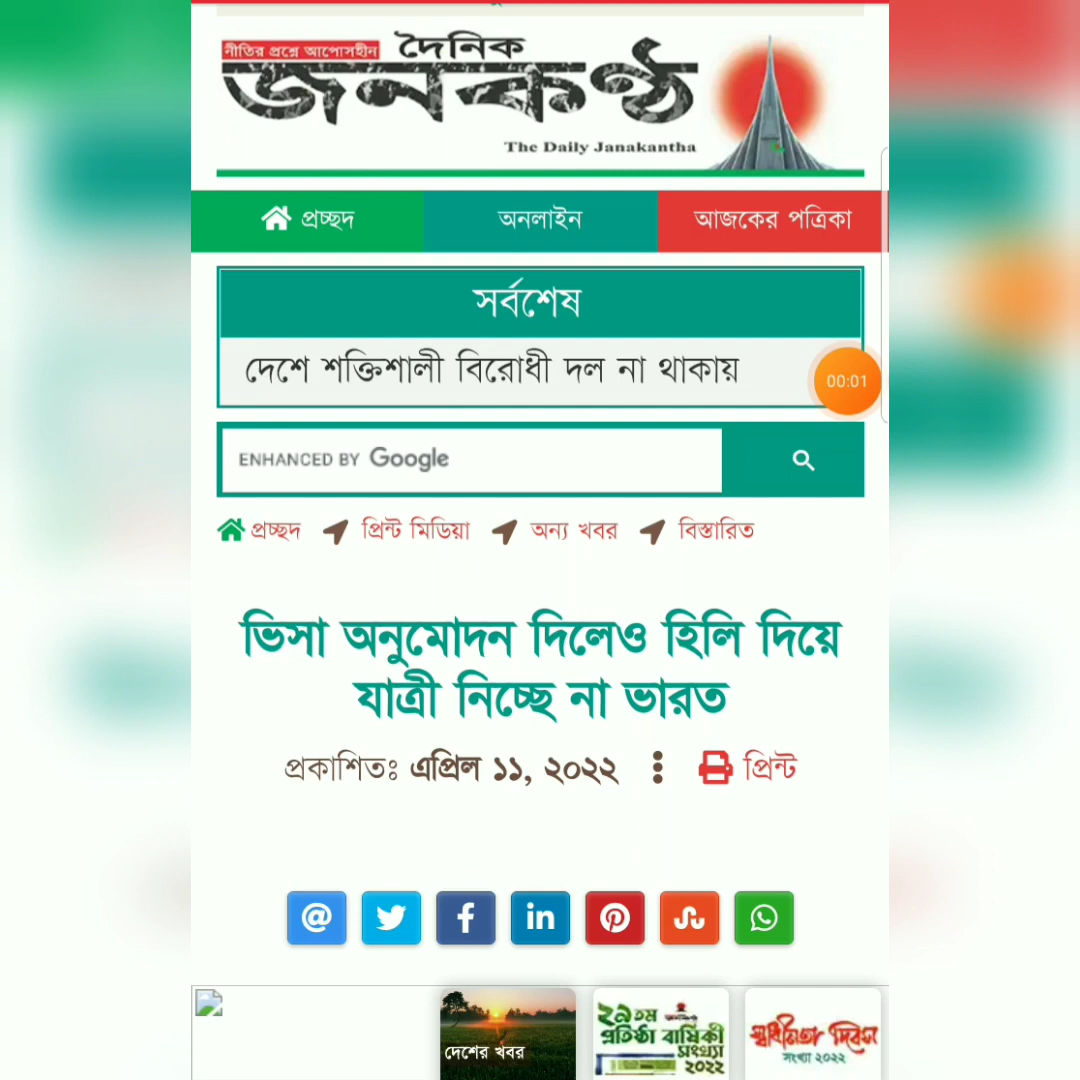 নীতির প্রশ্নে আপোসহীন
দৈনিক
জনকণ্ঠ
The Daily Janakantha
প্রচ্ছদ
অনলাইন
আজকের পত্রিকা
সর্বশেষ
দেশে শক্তিশালী বিরোধী দল না থাকায়
00:01
ENHANCED BY Google
প্রচ্ছদ প্রিন্ট মিডিয়া অন্য খবর বিস্তারিত
ভিসা অনুমোদন দিলেও হিলি দিয়ে
যাত্রী নিচ্ছে না ভারত
প্রকাশিতঃ এপ্রিল ১১, ২০২২
প্রিন্ট
দেশের খবর
২৯তম
প্রতিষ্ঠা বার্ষিকী
সংখ্যা
২০২২
স্বাধীনতা দিবস
সংখ্যা ২০২২